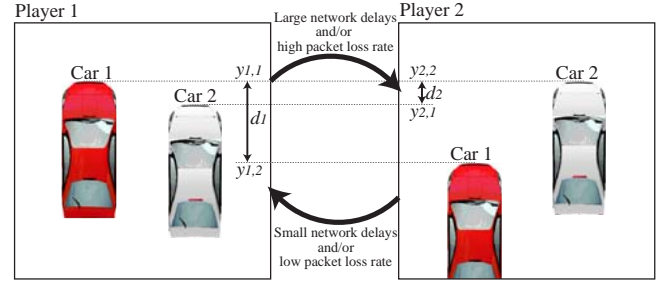 Player 1
Large network delays
and/or
high packet loss rate
Player 2
Car 1
y1,1
y2,2
Car 2
Car 2
d2
d1
y2,1
Car 1
y1,2
Small network delays
and/or
low packet loss rate